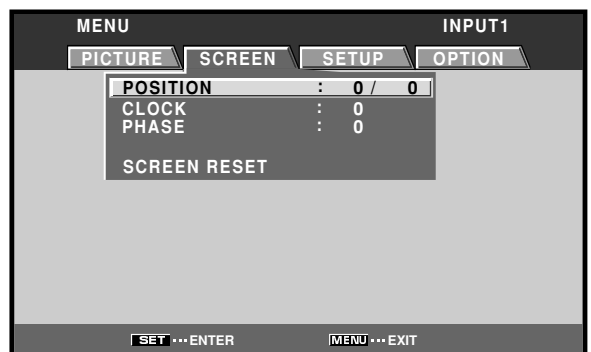 MENU INPUT1
PICTURE SCREEN SETUP OPTION
POSITION : 0 / 0
CLOCK : 0
PHASE : 0
SCREEN RESET
SET ··· ENTER MENU ··· EXIT